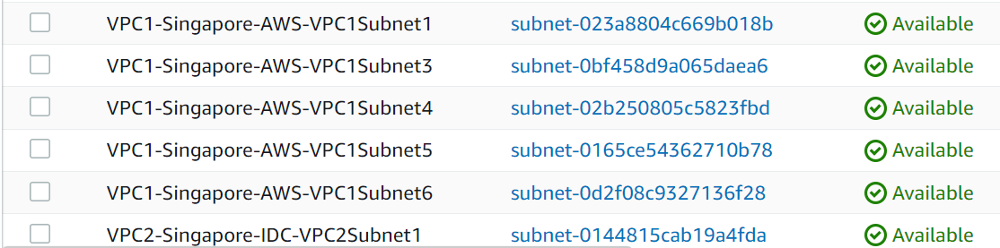 VPC1-Singapore-AWS-VPC1Subnet1 subnet-023a8804c669b018b Available
VPC1-Singapore-AWS-VPC1Subnet3 subnet-0bf458d9a065daea6 Available
VPC1-Singapore-AWS-VPC1Subnet4 subnet-02b250805c5823fbd Available
VPC1-Singapore-AWS-VPC1Subnet5 subnet-0165ce54362710b78 Available
VPC1-Singapore-AWS-VPC1Subnet6 subnet-0d2f08c9327136f28 Available
VPC2-Singapore-IDC-VPC2Subnet1 subnet-0144815cab19a4fda Available